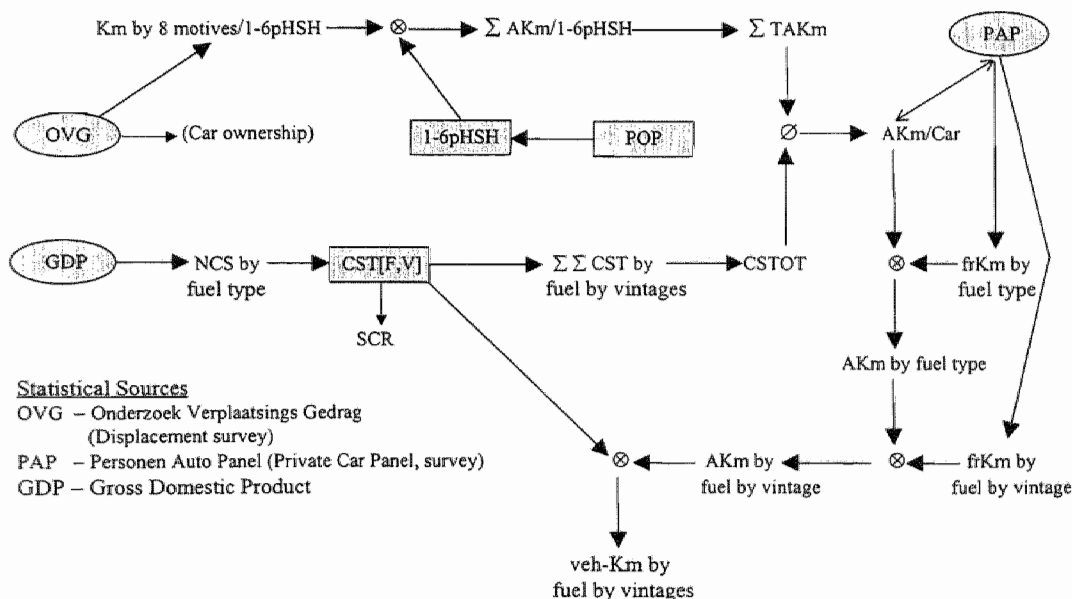 Km by 8 motives/1-6pHSH
⊗
∑ AKm/1-6pHSH
∑ TAKm
PAP
OVG
(Car ownership)
1-6pHSH
POP
∅
AKm/Car
GDP
NCS by
fuel type
CST[F,V]
∑ ∑ CST by
fuel by vintages
CSTOT
⊗
frKm by
fuel type
SCR
AKm by fuel type
Statistical Sources
OVG – Onderzoek Verplaatsings Gedrag
(Displacement survey)
PAP – Personen Auto Panel (Private Car Panel, survey)
GDP – Gross Domestic Product
⊗
AKm by
fuel by vintage
⊗
frKm by
fuel by vintage
veh-Km by
fuel by vintages